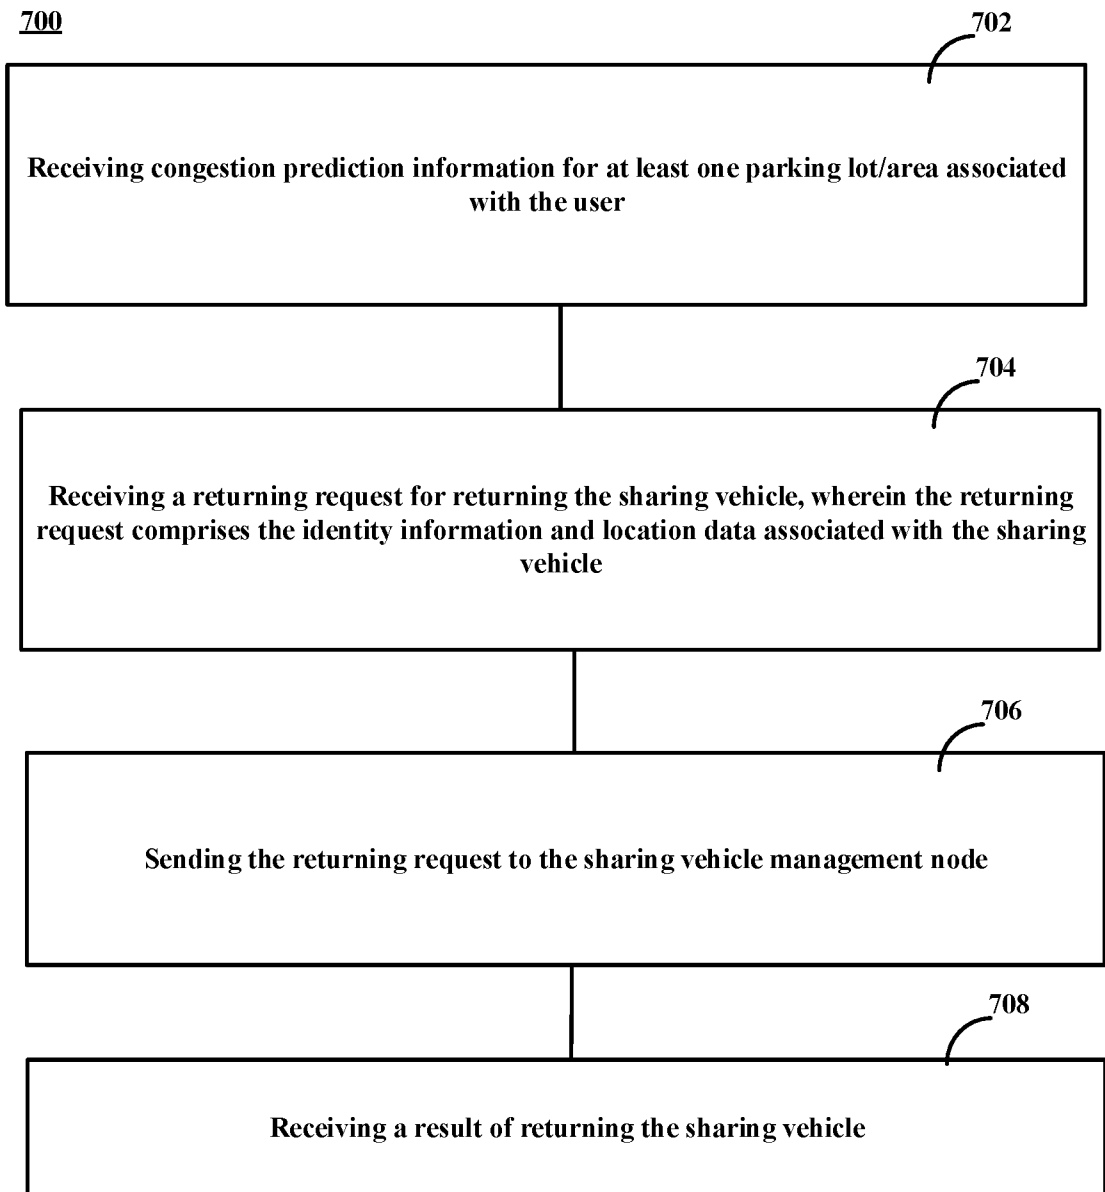 700
702
Receiving congestion prediction information for at least one parking lot/area associated
with the user
704
Receiving a returning request for returning the sharing vehicle, wherein the returning
request comprises the identity information and location data associated with the sharing
vehicle
706
Sending the returning request to the sharing vehicle management node
708
Receiving a result of returning the sharing vehicle